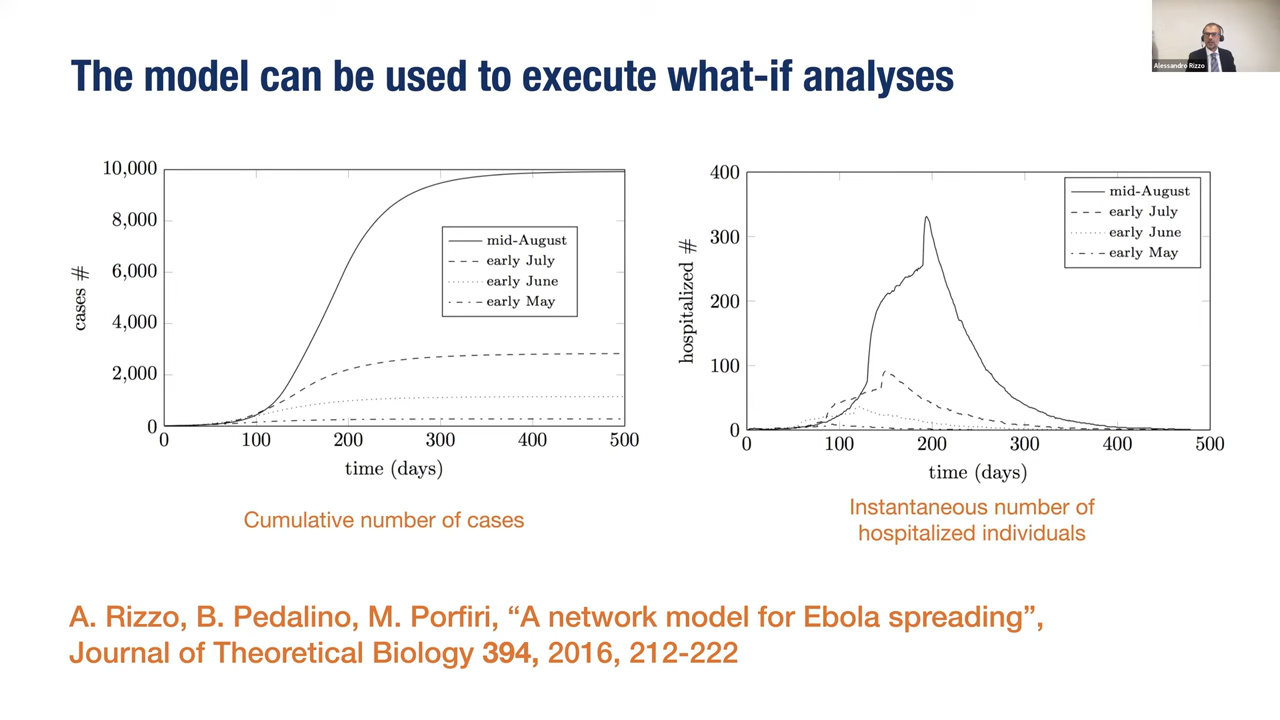 Alessandro Rizzo
The model can be used to execute what-if analyses
10,000
8,000
6,000
4,000
2,000
0
cases #
0 100 200 300 400 500
time (days)
mid-August
early July
early June
early May
Cumulative number of cases
400
300
200
100
0
hospitalized #
0 100 200 300 400 500
time (days)
mid-August
early July
early June
early May
Instantaneous number of
hospitalized individuals
A. Rizzo, B. Pedalino, M. Porfiri, “A network model for Ebola spreading”,
Journal of Theoretical Biology 394, 2016, 212-222